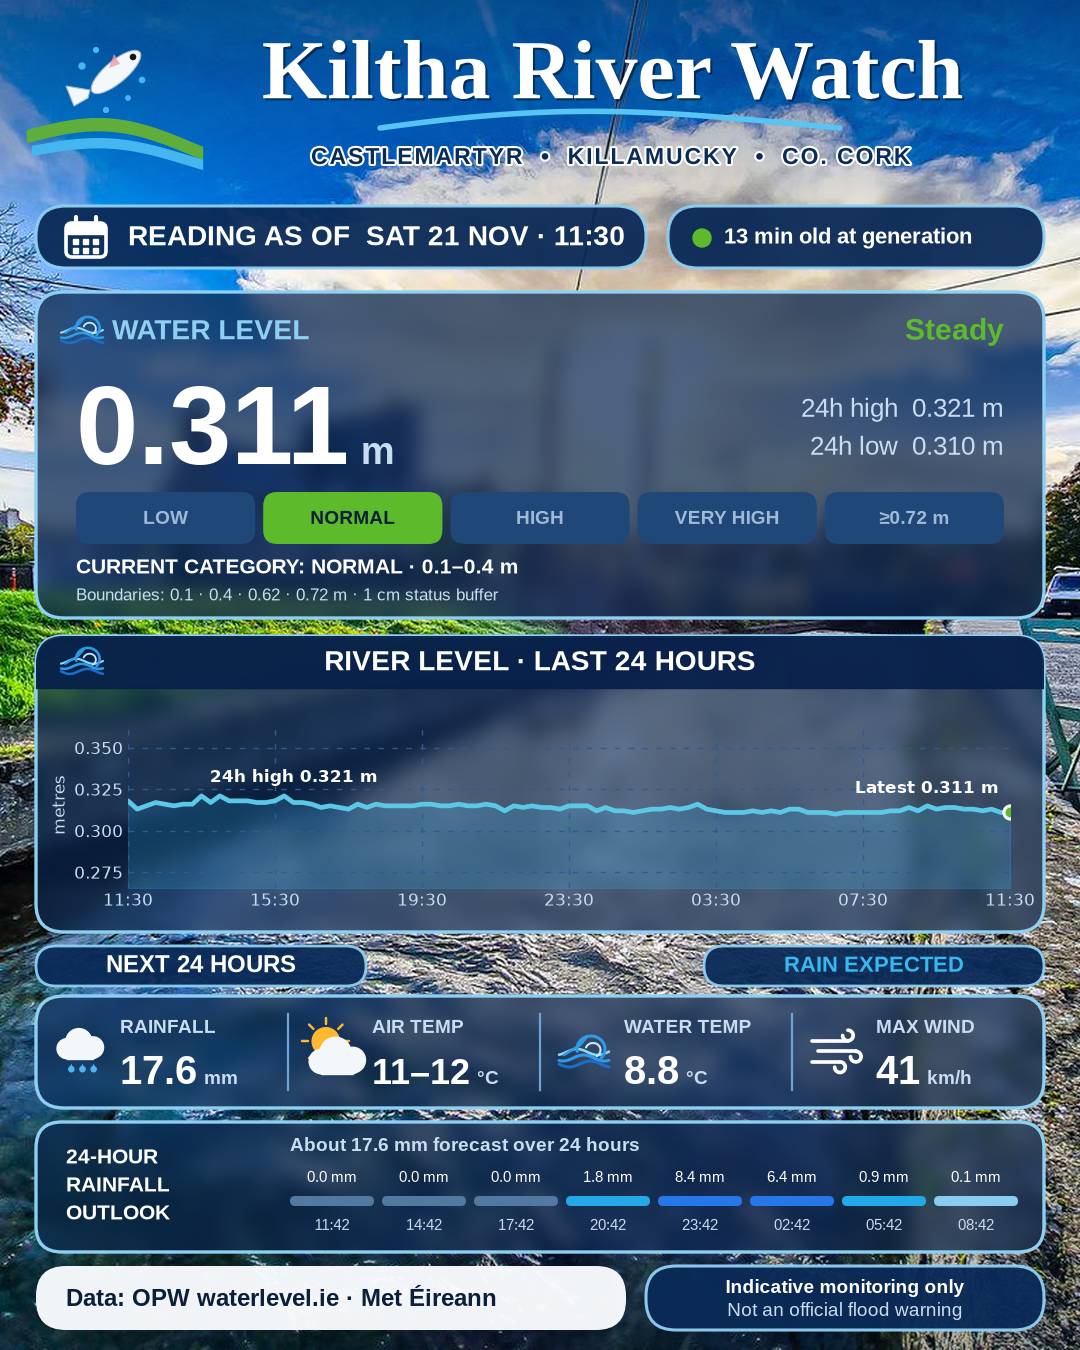 Kiltha River Watch
CASTLEMARTYR • KILLAMUCKY • CO. CORK
READING AS OF SAT 21 NOV · 11:30
13 min old at generation
WATER LEVEL
Steady
0.311 m
24h high 0.321 m
24h low 0.310 m
LOW
NORMAL
HIGH
VERY HIGH
≥0.72 m
CURRENT CATEGORY: NORMAL · 0.1–0.4 m
Boundaries: 0.1 · 0.4 · 0.62 · 0.72 m · 1 cm status buffer
RIVER LEVEL · LAST 24 HOURS
metres
0.350
0.325
0.300
0.275
24h high 0.321 m
Latest 0.311 m
11:30 15:30 19:30 23:30 03:30 07:30 11:30
NEXT 24 HOURS
RAIN EXPECTED
RAINFALL
17.6 mm
AIR TEMP
11–12 °C
WATER TEMP
8.8 °C
MAX WIND
41 km/h
24-HOUR
RAINFALL
OUTLOOK
About 17.6 mm forecast over 24 hours
0.0 mm 0.0 mm 0.0 mm 1.8 mm 8.4 mm 6.4 mm 0.9 mm 0.1 mm
11:42 14:42 17:42 20:42 23:42 02:42 05:42 08:42
Data: OPW waterlevel.ie · Met Éireann
Indicative monitoring only
Not an official flood warning